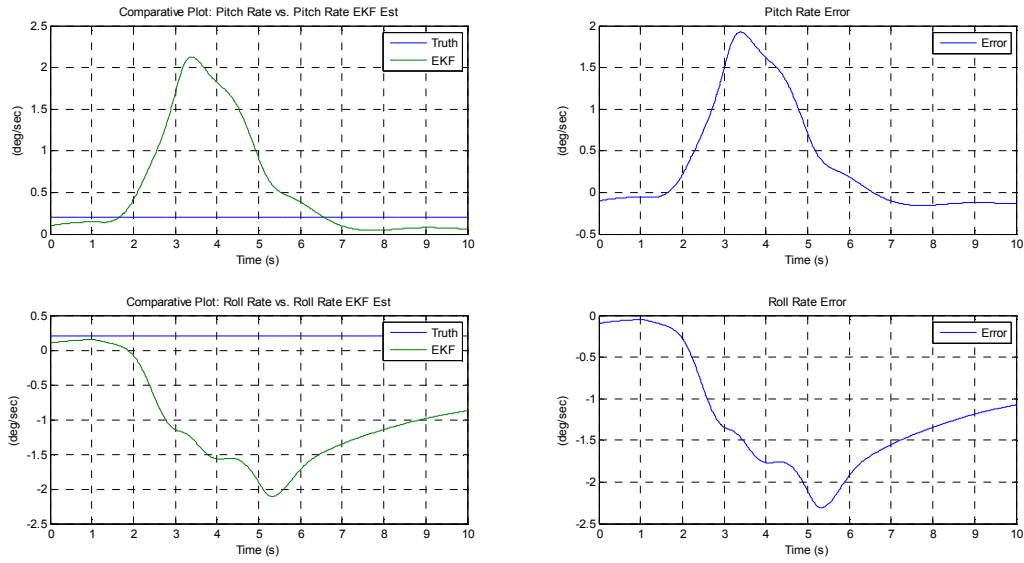 Comparative Plot: Pitch Rate vs. Pitch Rate EKF Est
2.5
2
1.5
1
0.5
0
(deg/sec)
Truth
EKF
0 1 2 3 4 5 6 7 8 9 10
Time (s)
Pitch Rate Error
2
1.5
1
0.5
0
-0.5
(deg/sec)
Error
0 1 2 3 4 5 6 7 8 9 10
Time (s)
Comparative Plot: Roll Rate vs. Roll Rate EKF Est
0.5
0
-0.5
-1
-1.5
-2
-2.5
(deg/sec)
Truth
EKF
0 1 2 3 4 5 6 7 8 9 10
Time (s)
Roll Rate Error
0
-0.5
-1
-1.5
-2
-2.5
(deg/sec)
Error
0 1 2 3 4 5 6 7 8 9 10
Time (s)